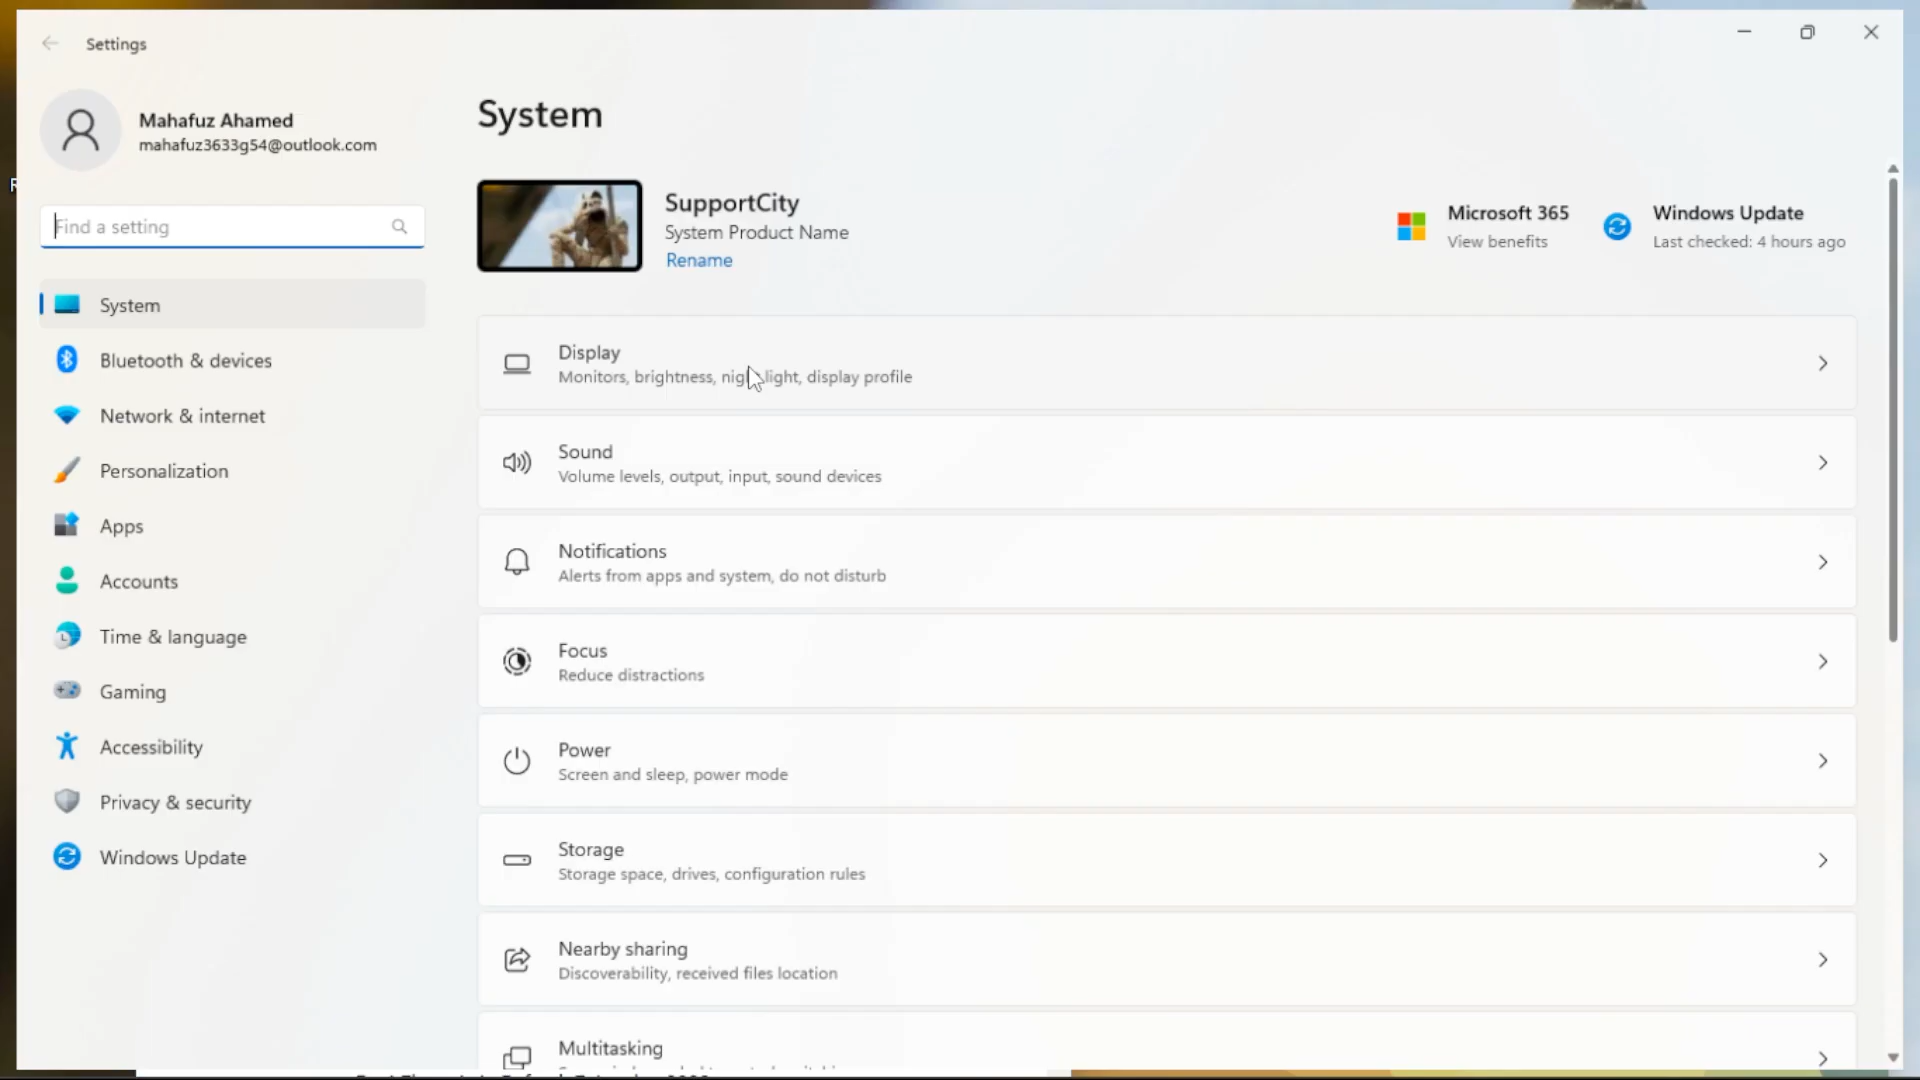 Settings
Mahafuz Ahamed
mahafuz3633g54@outlook.com
Find a setting
System
Bluetooth & devices
Network & internet
Personalization
Apps
Accounts
Time & language
Gaming
Accessibility
Privacy & security
Windows Update
System
SupportCity
System Product Name
Rename
Microsoft 365
View benefits
Windows Update
Last checked: 4 hours ago
Display
Monitors, brightness, night light, display profile
Sound
Volume levels, output, input, sound devices
Notifications
Alerts from apps and system, do not disturb
Focus
Reduce distractions
Power
Screen and sleep, power mode
Storage
Storage space, drives, configuration rules
Nearby sharing
Discoverability, received files location
Multitasking